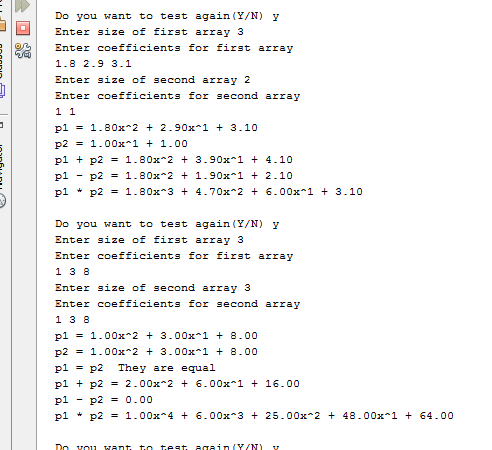 Do you want to test again(Y/N) y
Enter size of first array 3
Enter coefficients for first array
1.8 2.9 3.1
Enter size of second array 2
Enter coefficients for second array
1 1
p1 = 1.80x^2 + 2.90x^1 + 3.10
p2 = 1.00x^1 + 1.00
p1 + p2 = 1.80x^2 + 3.90x^1 + 4.10
p1 - p2 = 1.80x^2 + 1.90x^1 + 2.10
p1 * p2 = 1.80x^3 + 4.70x^2 + 6.00x^1 + 3.10
Do you want to test again(Y/N) y
Enter size of first array 3
Enter coefficients for first array
1 3 8
Enter size of second array 3
Enter coefficients for second array
1 3 8
p1 = 1.00x^2 + 3.00x^1 + 8.00
p2 = 1.00x^2 + 3.00x^1 + 8.00
p1 = p2  They are equal
p1 + p2 = 2.00x^2 + 6.00x^1 + 16.00
p1 - p2 = 0.00
p1 * p2 = 1.00x^4 + 6.00x^3 + 25.00x^2 + 48.00x^1 + 64.00
Do you want to test again(Y/N) y